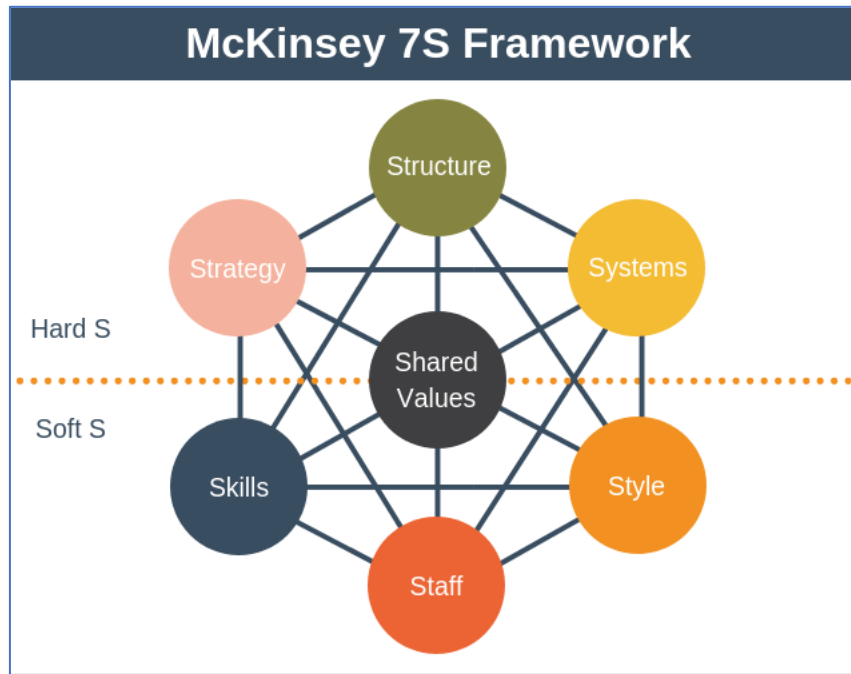 McKinsey 7S Framework
Structure
Strategy
Systems
Hard S
Shared
Values
Soft S
Skills
Style
Staff